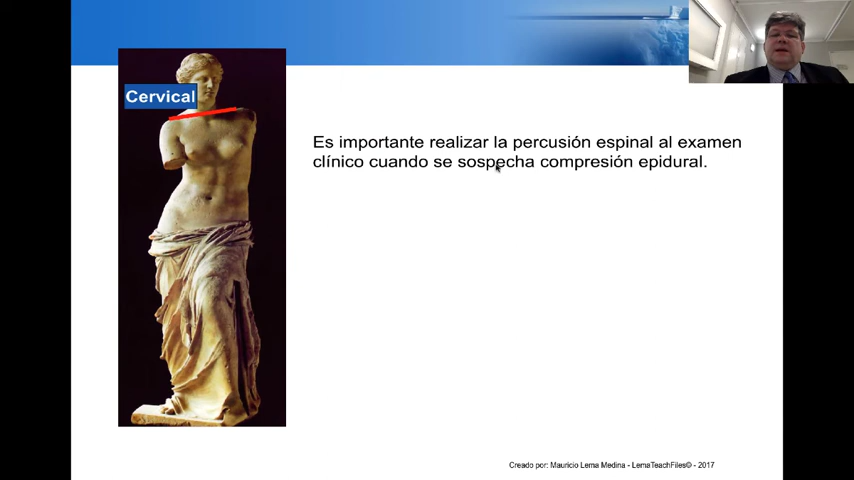 Cervical
Es importante realizar la percusión espinal al examen
clínico cuando se sospecha compresión epidural.
Creado por: Mauricio Lema Medina - LemaTeachFiles© - 2017